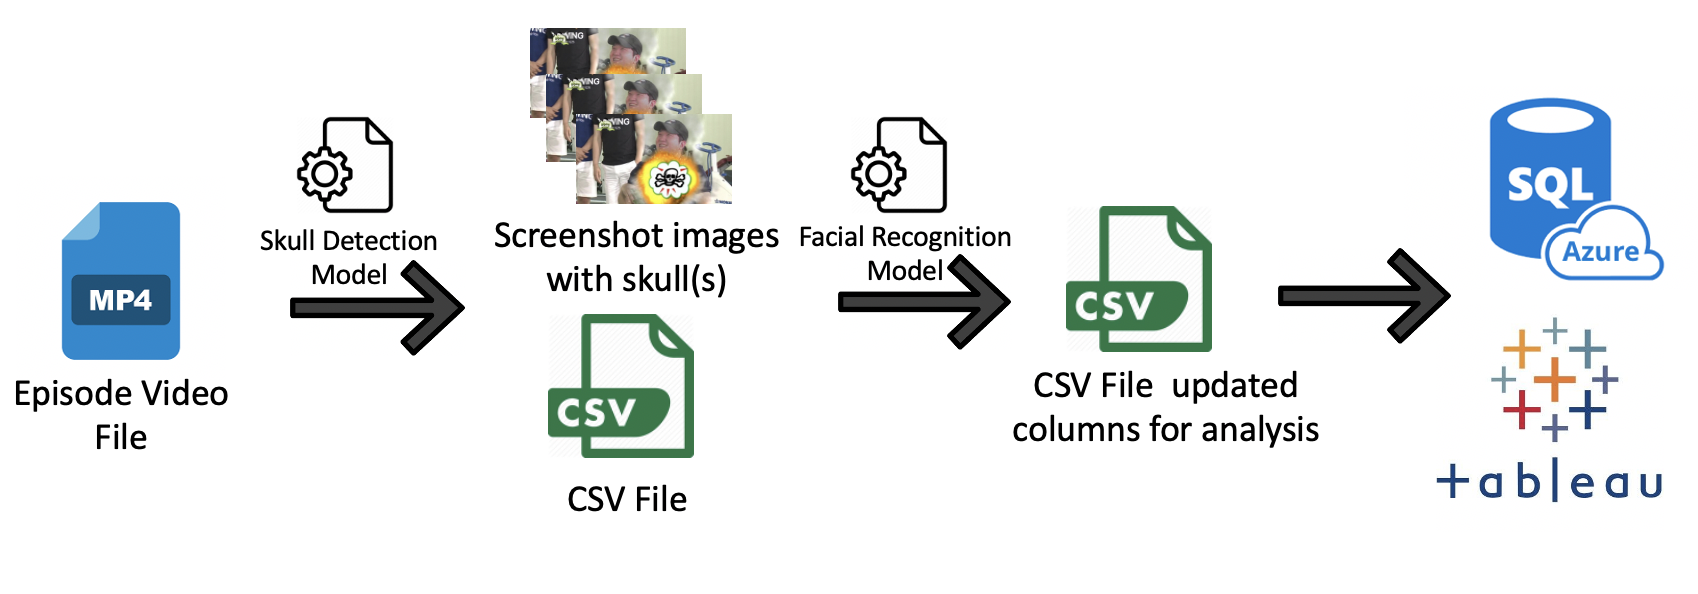 MP4
Episode Video
File
Skull Detection
Model
Screenshot images
with skull(s)
CSV
CSV File
Facial Recognition
Model
CSV
CSV File  updated
columns for analysis
SQL
Azure
+ableau